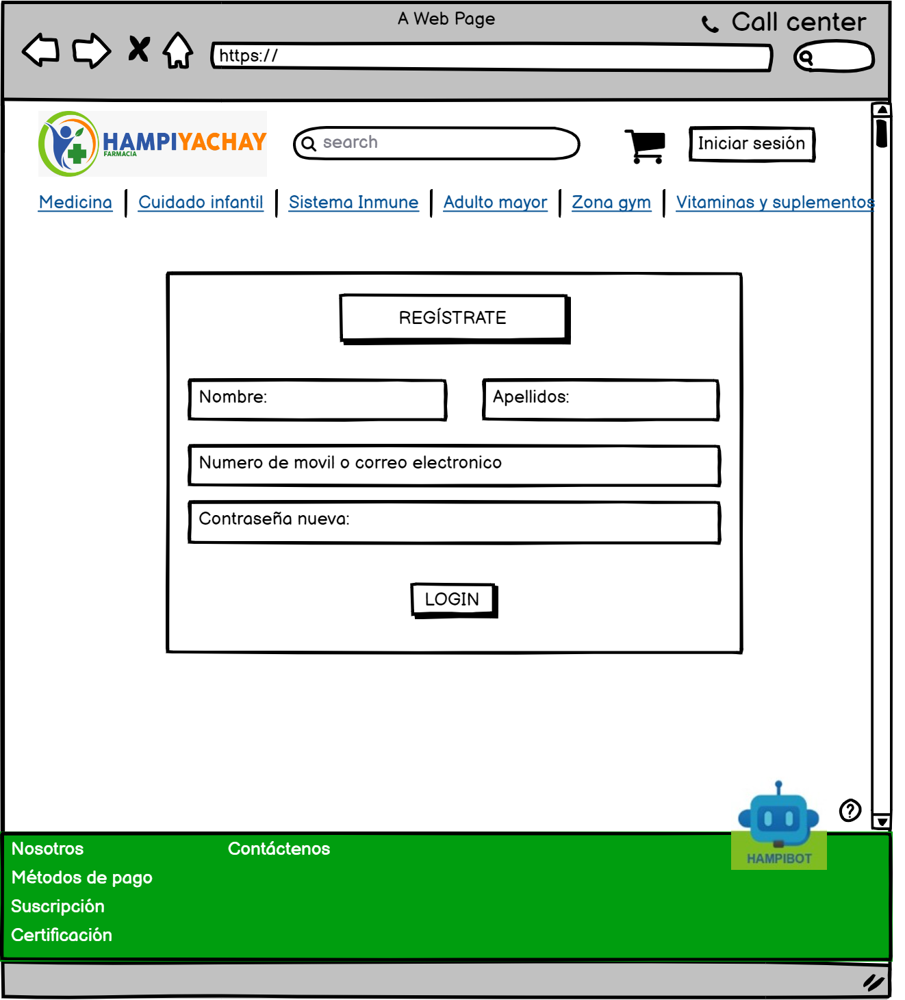 A Web Page
Call center
https://
HAMPIYACHAY
FARMACIA
search
Iniciar sesión
Medicina
Cuidado infantil
Sistema Inmune
Adulto mayor
Zona gym
Vitaminas y suplementos
REGÍSTRATE
Nombre:
Apellidos:
Numero de movil o correo electronico
Contraseña nueva:
LOGIN
?
HAMPIBOT
Nosotros
Contáctenos
Métodos de pago
Suscripción
Certificación